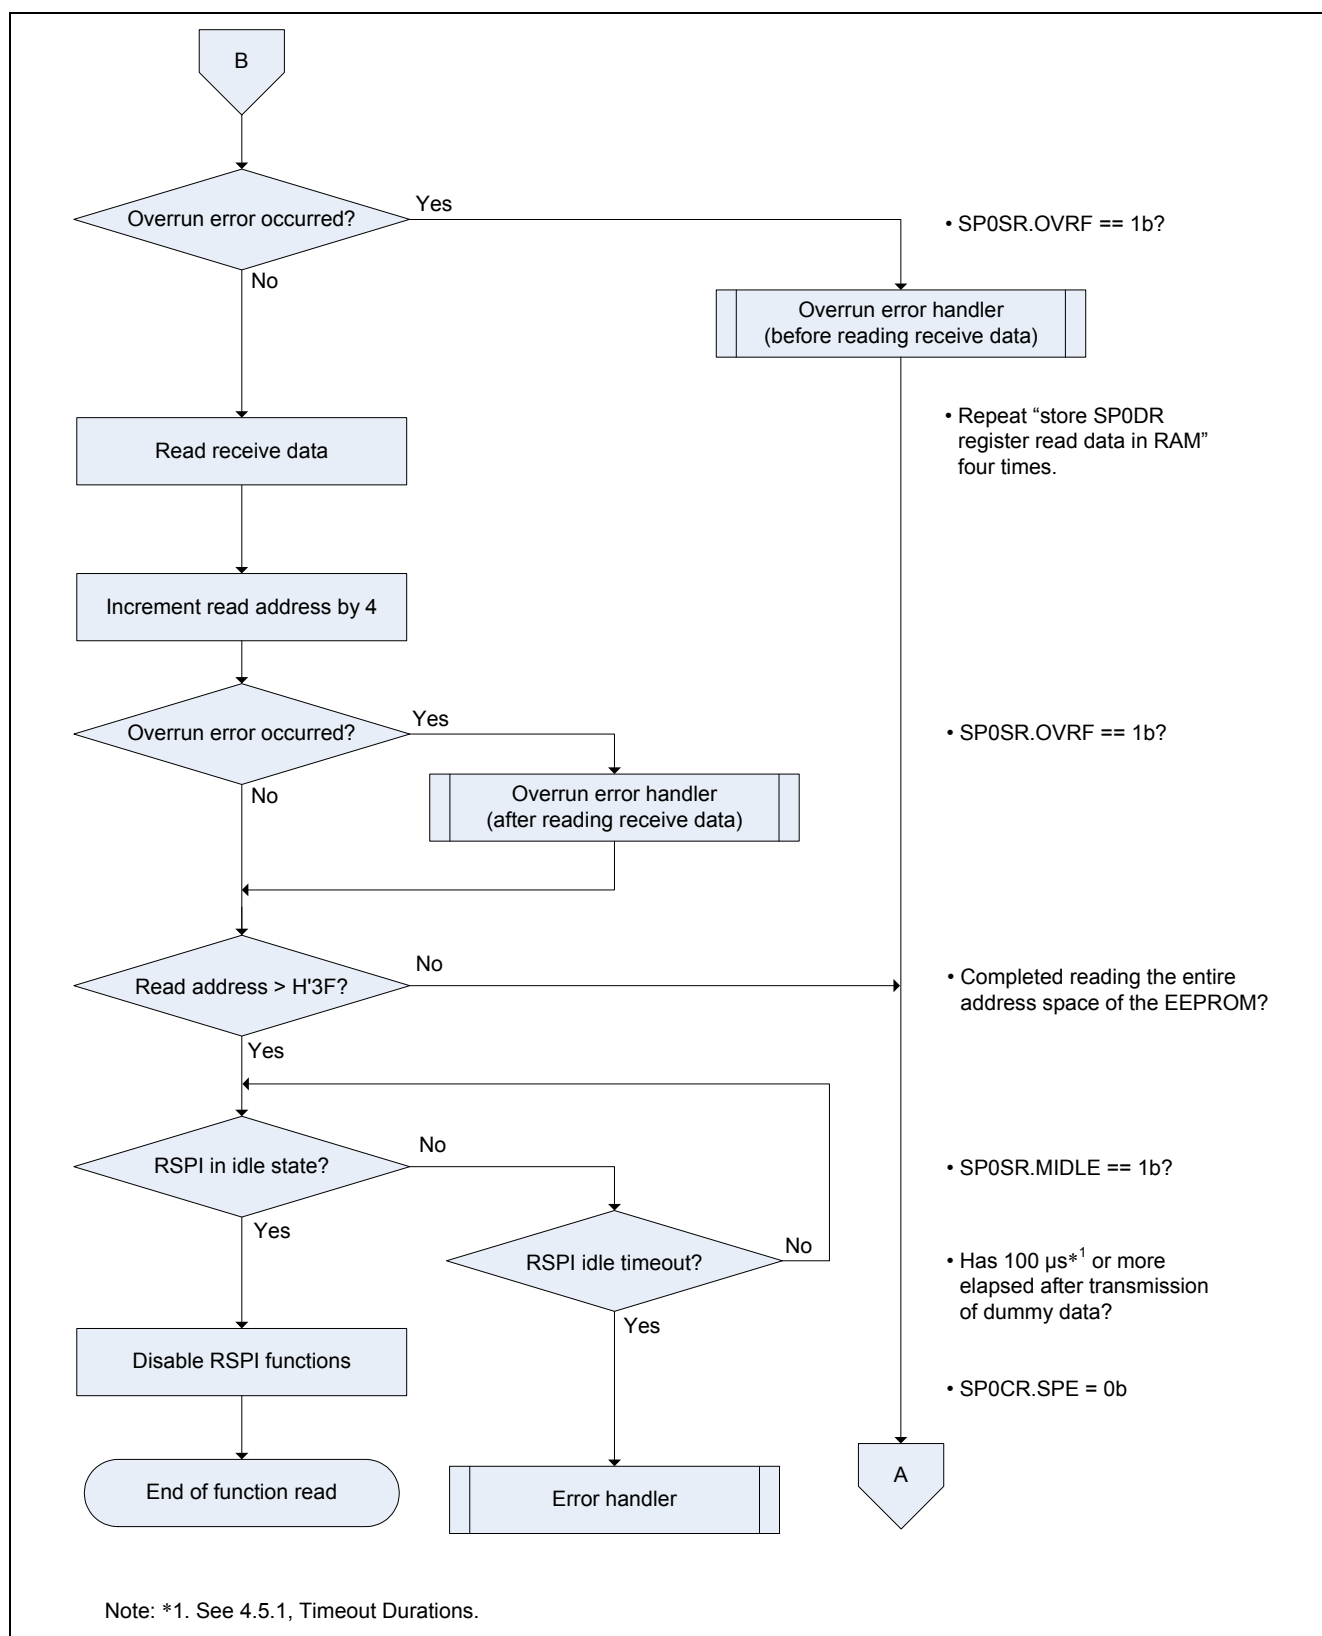 B
Overrun error occurred?
Yes
• SP0SR.OVRF == 1b?
No
Overrun error handler
(before reading receive data)
Read receive data
• Repeat “store SP0DR
register read data in RAM”
four times.
Increment read address by 4
Overrun error occurred?
Yes
• SP0SR.OVRF == 1b?
No
Overrun error handler
(after reading receive data)
Read address > H'3F?
No
• Completed reading the entire
address space of the EEPROM?
Yes
RSPI in idle state?
No
• SP0SR.MIDLE == 1b?
Yes
RSPI idle timeout?
No
• Has 100 µs*1 or more
elapsed after transmission
of dummy data?
Yes
Disable RSPI functions
• SP0CR.SPE = 0b
End of function read
Error handler
A
Note: *1. See 4.5.1, Timeout Durations.